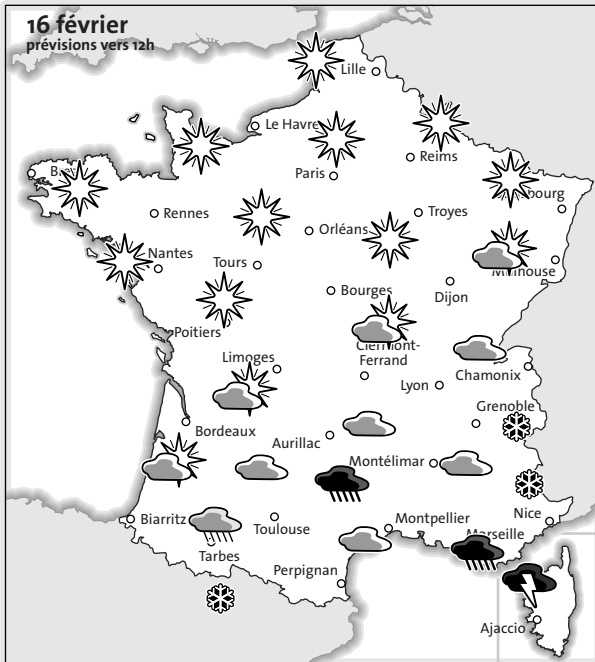 16 février
prévisions vers 12h
Lille
Le Havre
Reims
Paris
Rennes
Troyes
Orléans
Nantes
Tours
Bourges
Dijon
Poitiers
Clermont-
Ferrand
Limoges
Chamonix
Lyon
Grenoble
Bordeaux
Aurillac
Montélimar
Biarritz
Toulouse
Montpellier
Nice
Marseille
Tarbes
Perpignan
Ajaccio